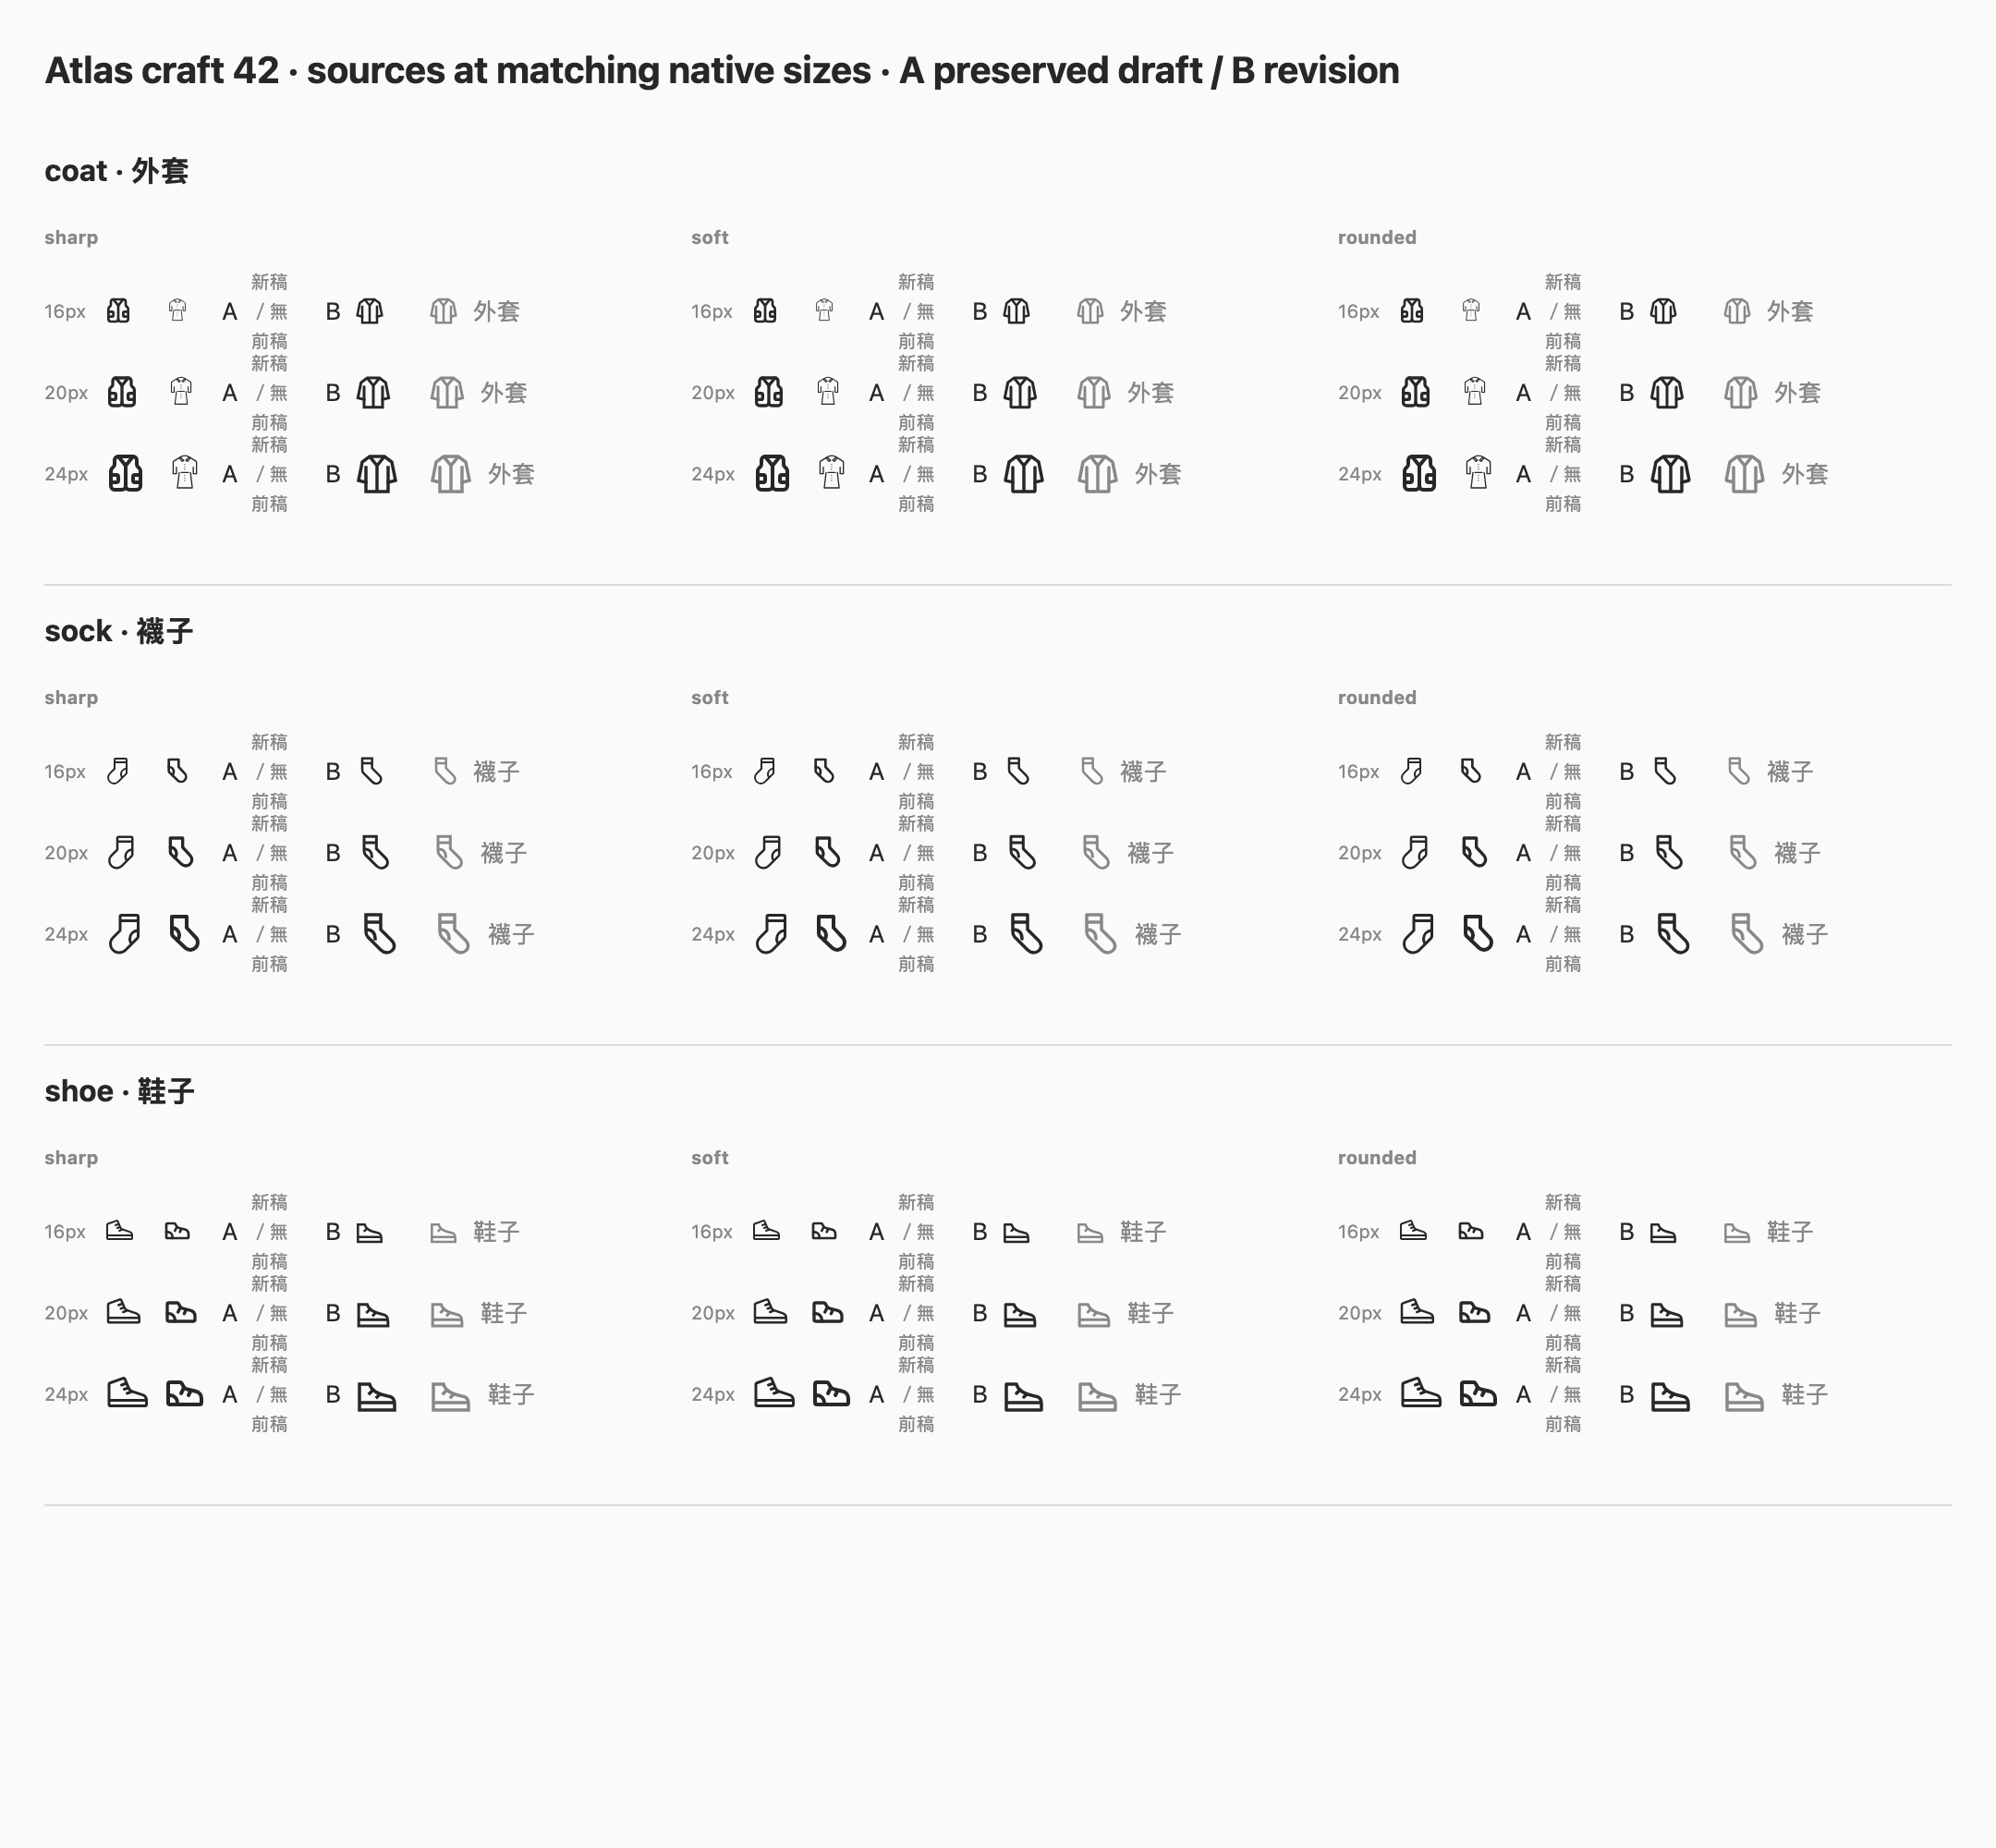 Atlas craft 42 · sources at matching native sizes · A preserved draft / B revision
coat · 外套
sharp soft rounded
16px A 新稿 / 無前稿 B 外套 16px A 新稿 / 無前稿 B 外套 16px A 新稿 / 無前稿 B 外套
20px A 新稿 / 無前稿 B 外套 20px A 新稿 / 無前稿 B 外套 20px A 新稿 / 無前稿 B 外套
24px A 新稿 / 無前稿 B 外套 24px A 新稿 / 無前稿 B 外套 24px A 新稿 / 無前稿 B 外套
sock · 襪子
sharp soft rounded
16px A 新稿 / 無前稿 B 襪子 16px A 新稿 / 無前稿 B 襪子 16px A 新稿 / 無前稿 B 襪子
20px A 新稿 / 無前稿 B 襪子 20px A 新稿 / 無前稿 B 襪子 20px A 新稿 / 無前稿 B 襪子
24px A 新稿 / 無前稿 B 襪子 24px A 新稿 / 無前稿 B 襪子 24px A 新稿 / 無前稿 B 襪子
shoe · 鞋子
sharp soft rounded
16px A 新稿 / 無前稿 B 鞋子 16px A 新稿 / 無前稿 B 鞋子 16px A 新稿 / 無前稿 B 鞋子
20px A 新稿 / 無前稿 B 鞋子 20px A 新稿 / 無前稿 B 鞋子 20px A 新稿 / 無前稿 B 鞋子
24px A 新稿 / 無前稿 B 鞋子 24px A 新稿 / 無前稿 B 鞋子 24px A 新稿 / 無前稿 B 鞋子